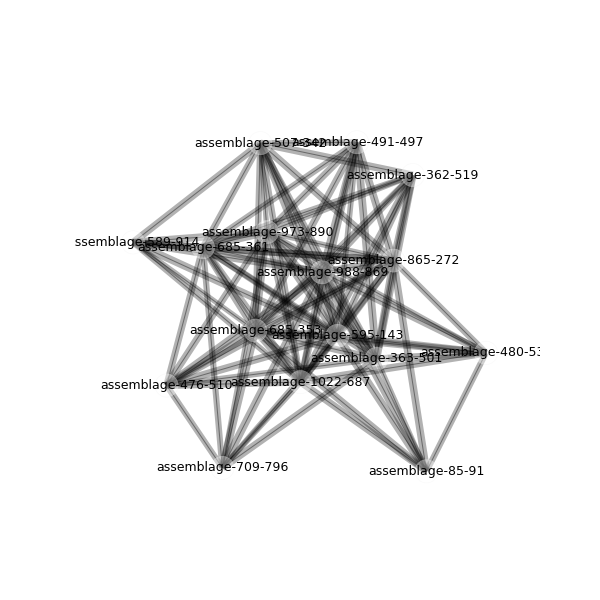 assemblage-507-342
assemblage-491-497
assemblage-362-519
assemblage-973-890
ssemblage-589-914
assemblage-685-361
assemblage-865-272
assemblage-988-869
assemblage-685-353
assemblage-595-143
assemblage-363-501
assemblage-480-53
assemblage-476-510
assemblage-1022-687
assemblage-709-796
assemblage-85-91